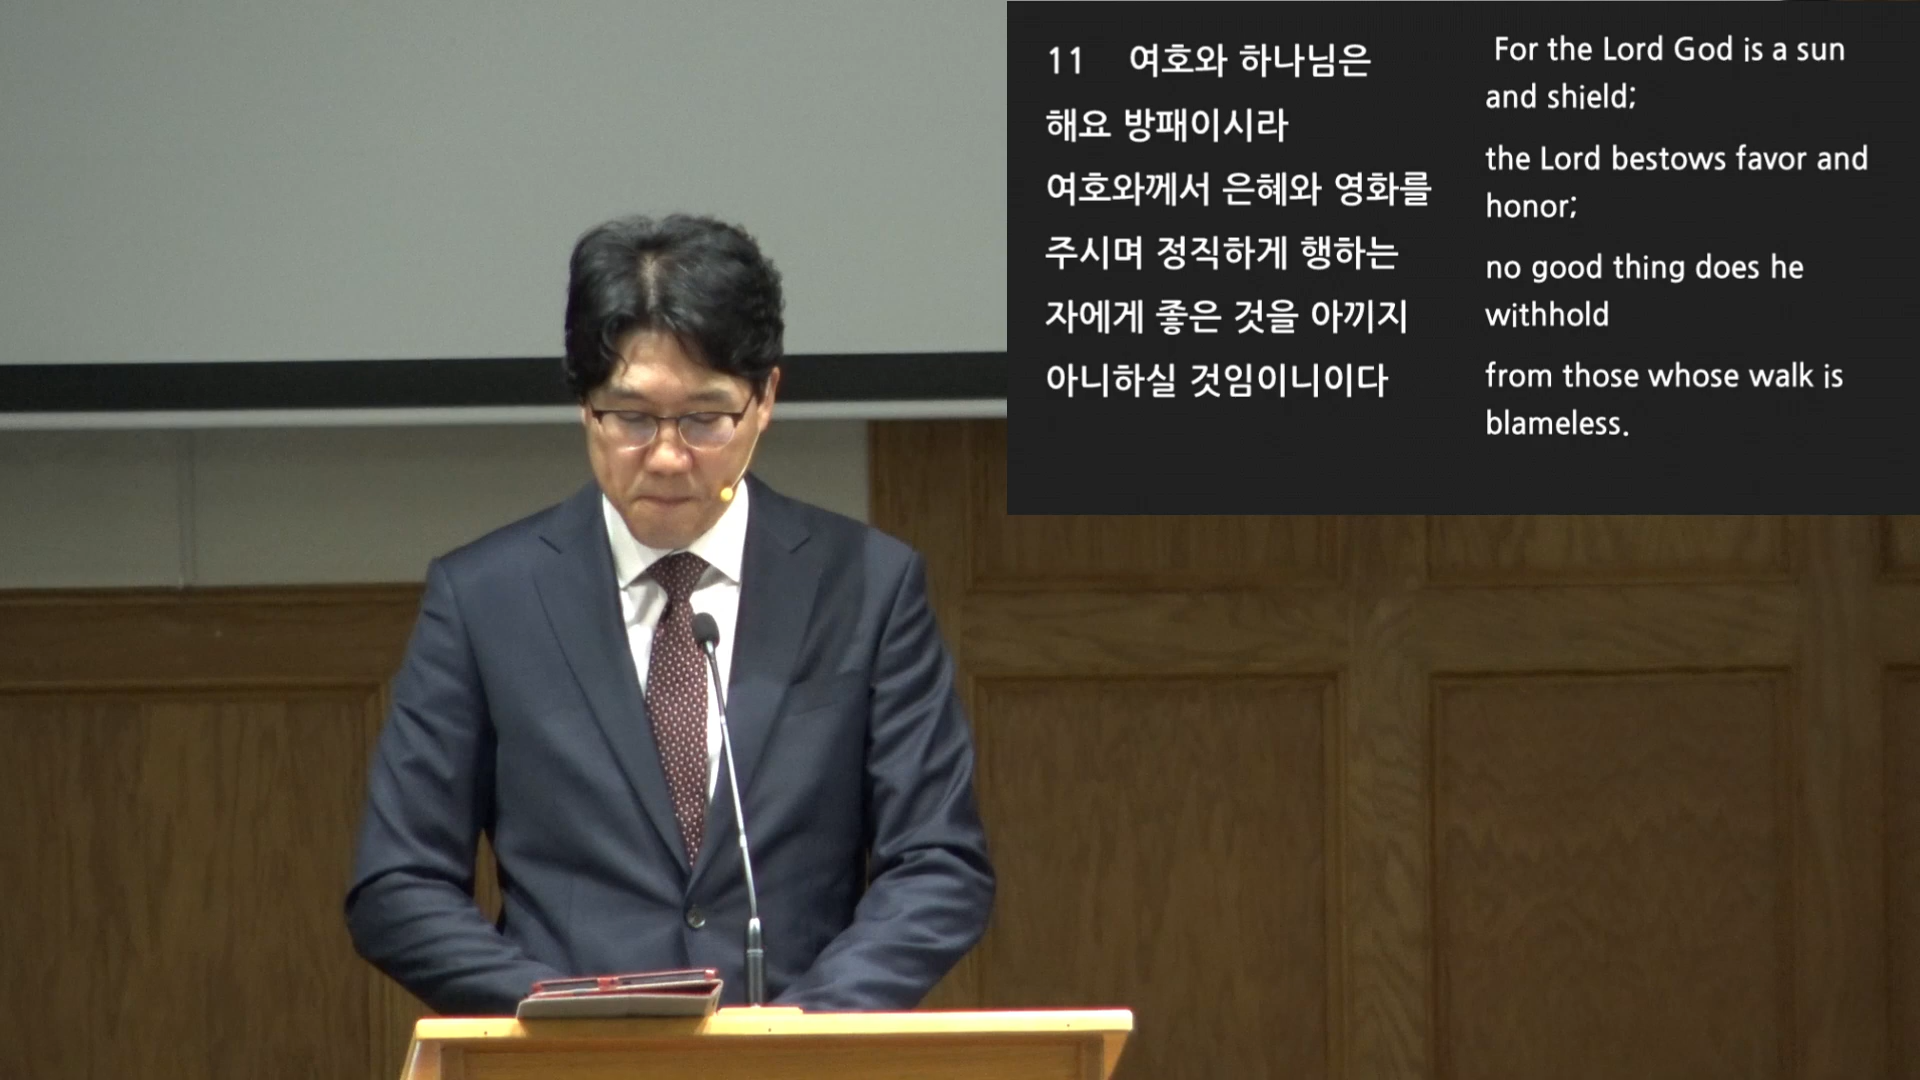 11 여호와 하나님은
해요 방패이시라
여호와께서 은혜와 영화를
주시며 정직하게 행하는
자에게 좋은 것을 아끼지
아니하실 것임이니이다
For the Lord God is a sun
and shield;
the Lord bestows favor and
honor;
no good thing does he
withhold
from those whose walk is
blameless.